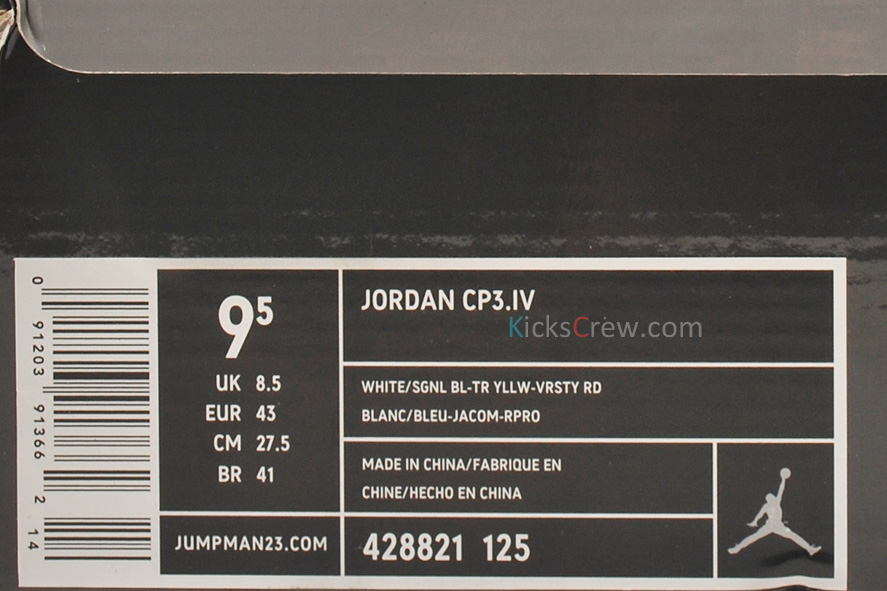 0 91203 91366 2 14
9⁵
UK 8.5
EUR 43
CM 27.5
BR 41
JUMPMAN23.COM
JORDAN CP3.IV
KicksCrew.com
WHITE/SGNL BL-TR YLLW-VRSTY RD
BLANC/BLEU-JACOM-RPRO
MADE IN CHINA/FABRIQUE EN
CHINE/HECHO EN CHINA
428821 125